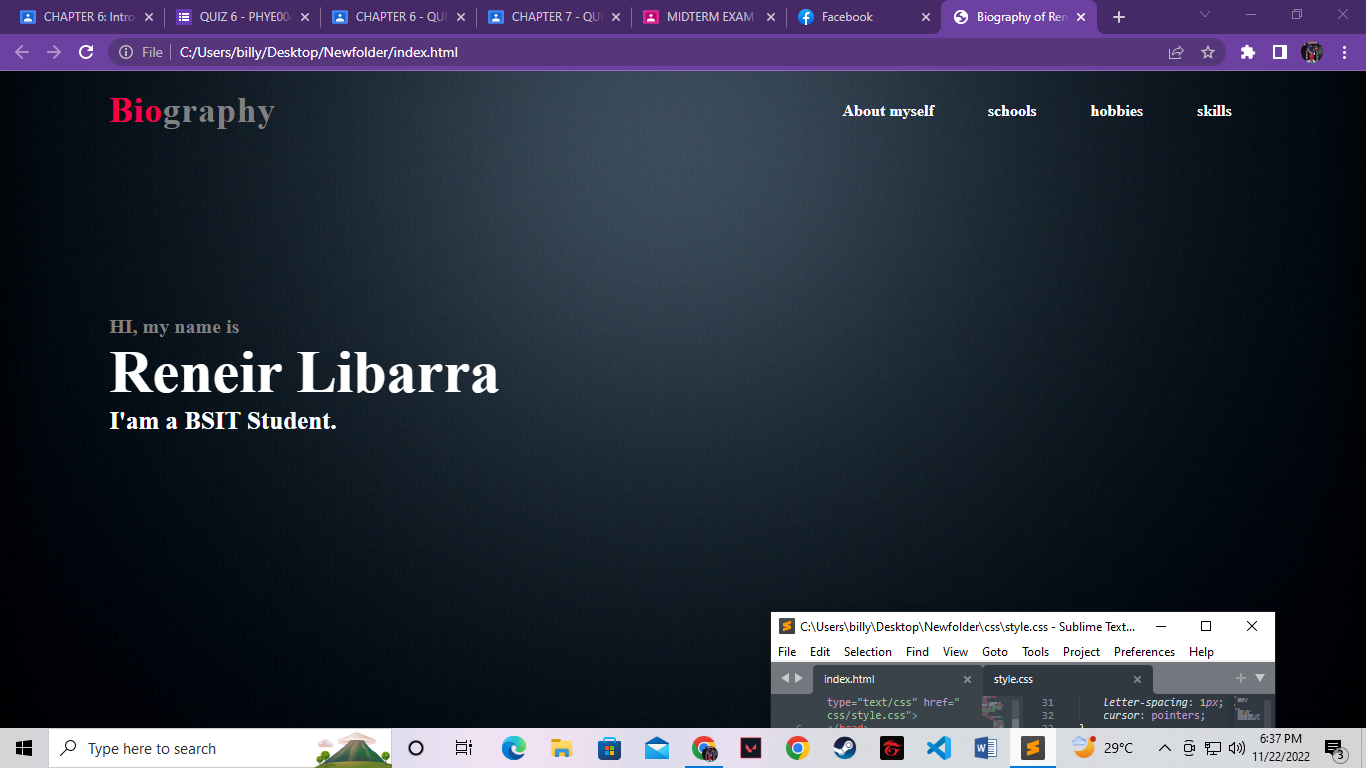 CHAPTER 6: Intro
QUIZ 6 - PHYE00
CHAPTER 6 - QU
CHAPTER 7 - QU
MIDTERM EXAM
Facebook
Biography of Ren
File C:/Users/billy/Desktop/Newfolder/index.html
Biography
About myself schools hobbies skills
HI, my name is
Reneir Libarra
I'am a BSIT Student.
C:\Users\billy\Desktop\Newfolder\css\style.css - Sublime Text...
File Edit Selection Find View Goto Tools Project Preferences Help
index.html style.css
type="text/css" href="
css/style.css">
31 letter-spacing: 1px;
32 cursor: pointers;
Type here to search
29°C
6:37 PM
11/22/2022
3